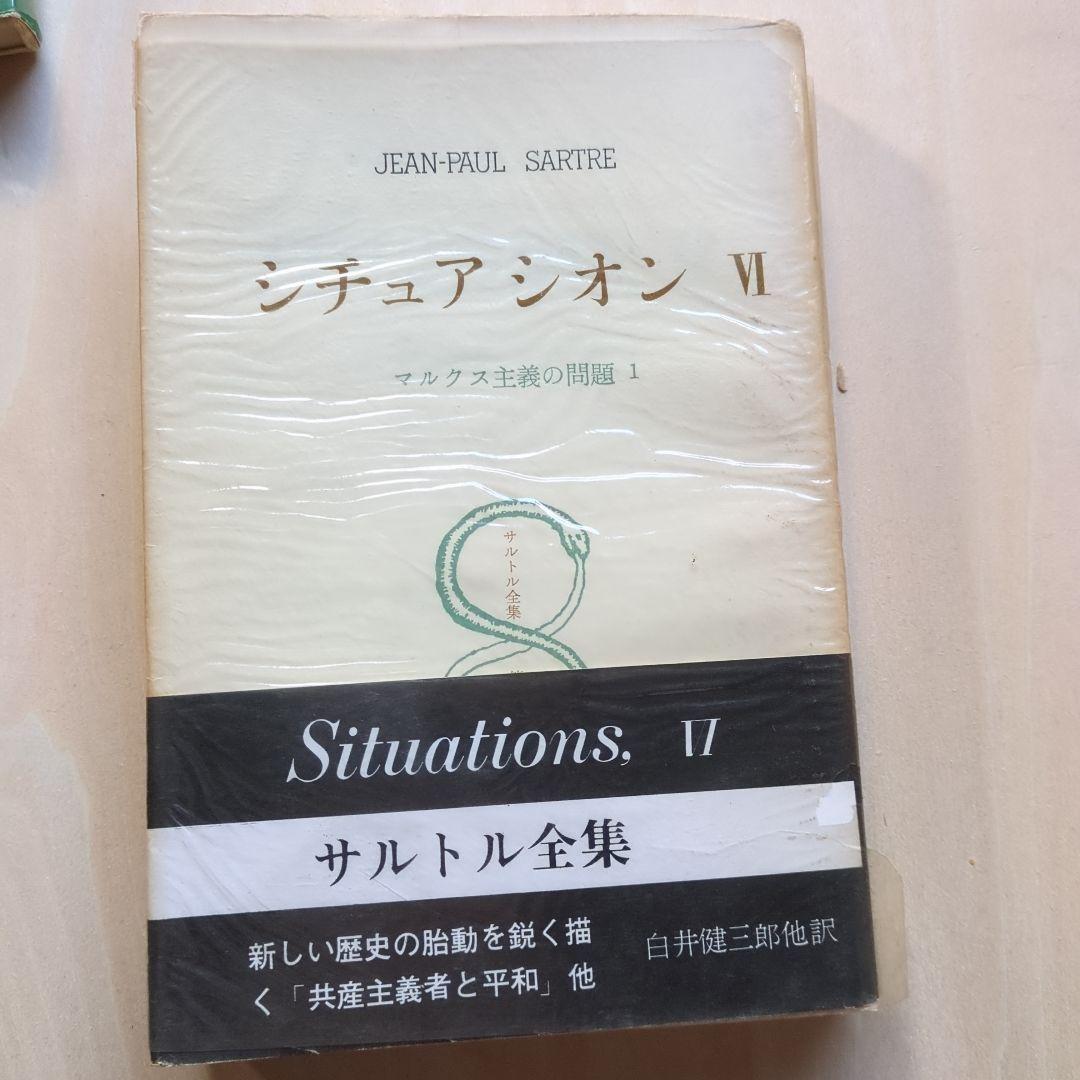 JEAN-PAUL SARTRE
シチュアシオン Ⅵ
マルクス主義の問題 1
サルトル全集
Situations, Ⅵ
サルトル全集
新しい歴史の胎動を鋭く描
く「共産主義者と平和」他
白井健三郎他訳